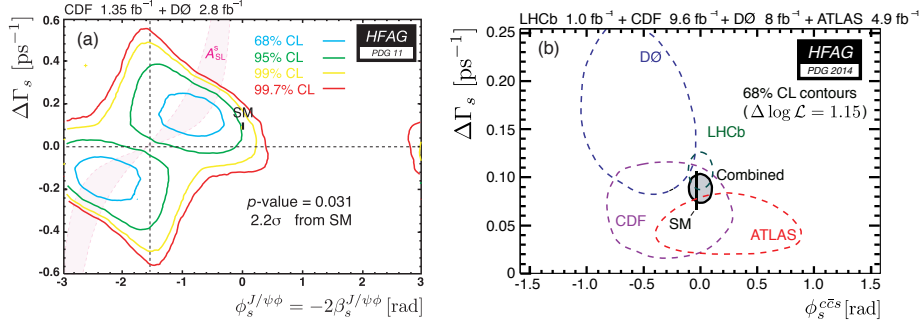 CDF 1.35 fb⁻¹ + DØ 2.8 fb⁻¹
(a)
HFAG
PDG 11
A^s_SL
68% CL
95% CL
99% CL
99.7% CL
SM
p-value = 0.031
2.2σ from SM
ΔΓ_s [ps⁻¹]
0.6
0.4
0.2
0.0
-0.2
-0.4
-0.6
-3 -2 -1 0 1 2 3
ϕ_s^{J/ψϕ} = −2β_s^{J/ψϕ} [rad]
LHCb 1.0 fb⁻¹ + CDF 9.6 fb⁻¹ + DØ 8 fb⁻¹ + ATLAS 4.9 fb⁻¹
(b)
HFAG
PDG 2014
DØ
68% CL contours
(Δ log ℒ = 1.15)
LHCb
Combined
SM
CDF
ATLAS
ΔΓ_s [ps⁻¹]
0.25
0.20
0.15
0.10
0.05
0
-1.5 -1.0 -0.5 0.0 0.5 1.0 1.5
ϕ_s^{cc̄s} [rad]